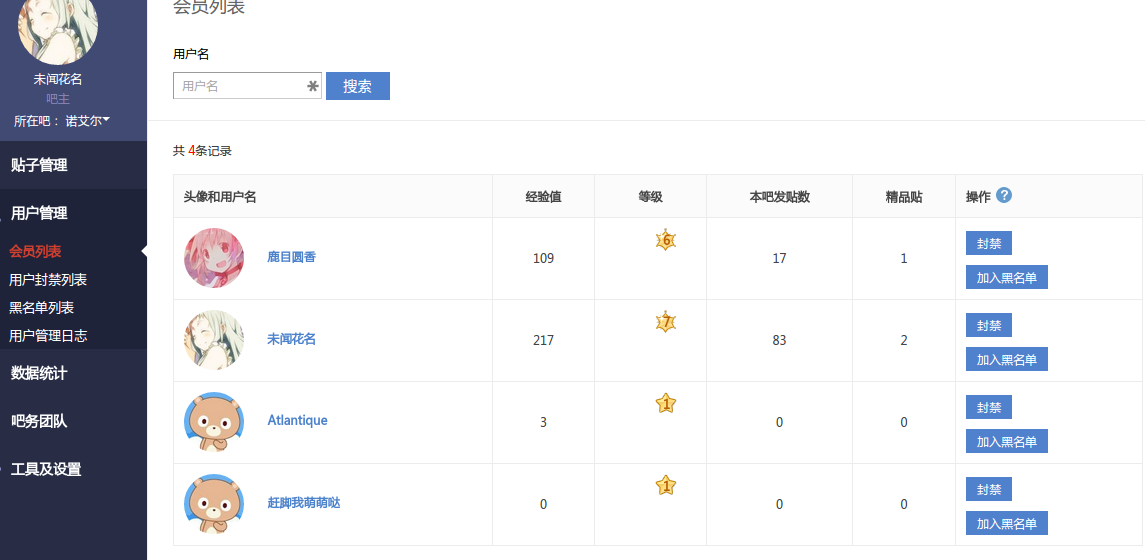 会员列表
未闻花名
吧主
所在吧： 诺艾尔
贴子管理
用户管理
会员列表
用户封禁列表
黑名单列表
用户管理日志
数据统计
吧务团队
工具及设置
用户名
用户名 搜索
共 4条记录
头像和用户名 经验值 等级 本吧发贴数 精品贴 操作 ?
鹿目圆香 109 6 17 1 封禁
加入黑名单
未闻花名 217 7 83 2 封禁
加入黑名单
Atlantique 3 1 0 0 封禁
加入黑名单
赶脚我萌萌哒 0 1 0 0 封禁
加入黑名单